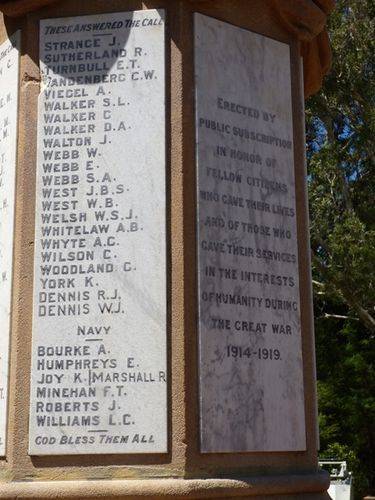 These Answered The Call
Strange J.
Sutherland R.
Turnbull E.T.
Vandenberg C.W.
Viegel A.
Walker S.L.
Walker C
Walker D.A.
Walton J.
Webb W.
Webb E.
Webb S.A.
West J.B.S.
West W.B.
Welsh W.S.J.
Whitelaw A.B.
Whyte A.G.
Wilson C.
Woodland G.
York K.
Dennis R.J.
Dennis W.J.
Navy
Bourke A.
Humphreys E.
Joy K. Marshall R
Minehan F.T.
Roberts J.
Williams L.C.
God Bless Them All
Erected by
Public Subscription
in Honor of
Fellow Citizens
who gave their lives
and of those who
gave their services
in the interests
of humanity during
the Great War
1914-1919.